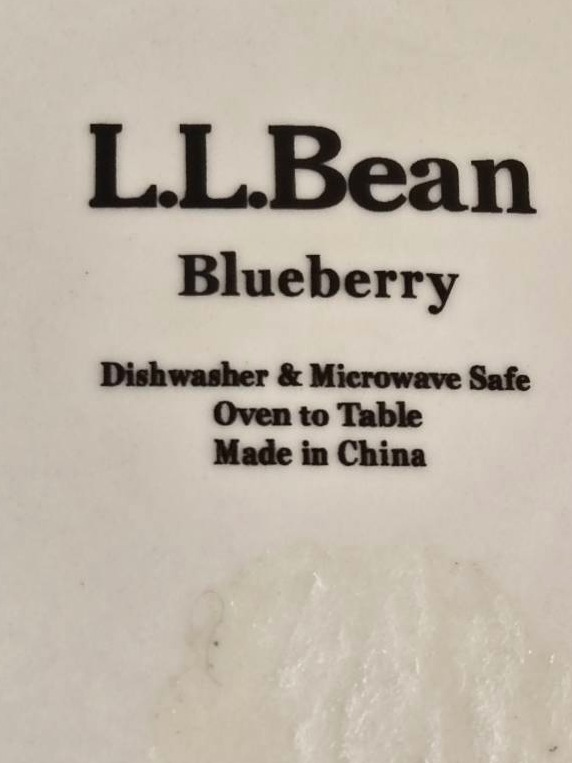 L.L.Bean
Blueberry
Dishwasher & Microwave Safe
Oven to Table
Made in China